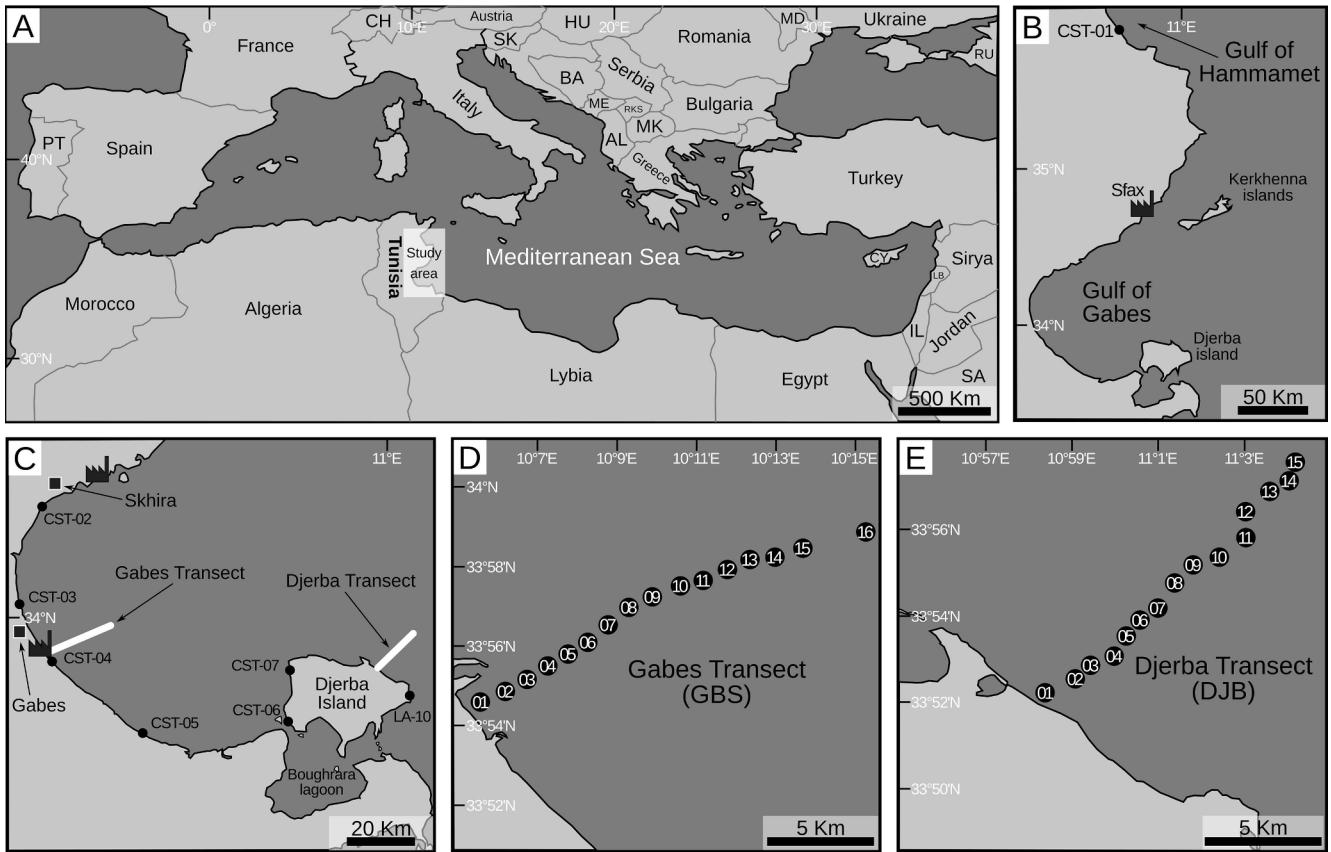 A
0°
10°E
20°E
30°E
CH
Austria
HU
MD
Ukraine
France
SK
Romania
RU
BA
Serbia
Italy
ME
RKS
Bulgaria
PT
Spain
MK
AL
40°N
Greece
Turkey
Tunisia
Study
area
Mediterranean Sea
CY
Sirya
LB
Morocco
Algeria
IL
Jordan
30°N
Lybia
Egypt
SA
500 Km
B
CST-01
11°E
Gulf of
Hammamet
35°N
Sfax
Kerkhenna
islands
Gulf of
Gabes
34°N
Djerba
island
50 Km
C
11°E
Skhira
CST-02
Gabes Transect
Djerba Transect
CST-03
34°N
CST-04
CST-07
Djerba
Island
Gabes
CST-06
LA-10
CST-05
Boughrara
lagoon
20 Km
D
10°7'E
10°9'E
10°11'E
10°13'E
10°15'E
34°N
33°58'N
33°56'N
33°54'N
33°52'N
01
02
03
04
05
06
07
08
09
10
11
12
13
14
15
16
Gabes Transect
(GBS)
5 Km
E
10°57'E
10°59'E
11°1'E
11°3'E
33°56'N
33°54'N
33°52'N
33°50'N
01
02
03
04
05
06
07
08
09
10
11
12
13
14
15
Djerba Transect
(DJB)
5 Km